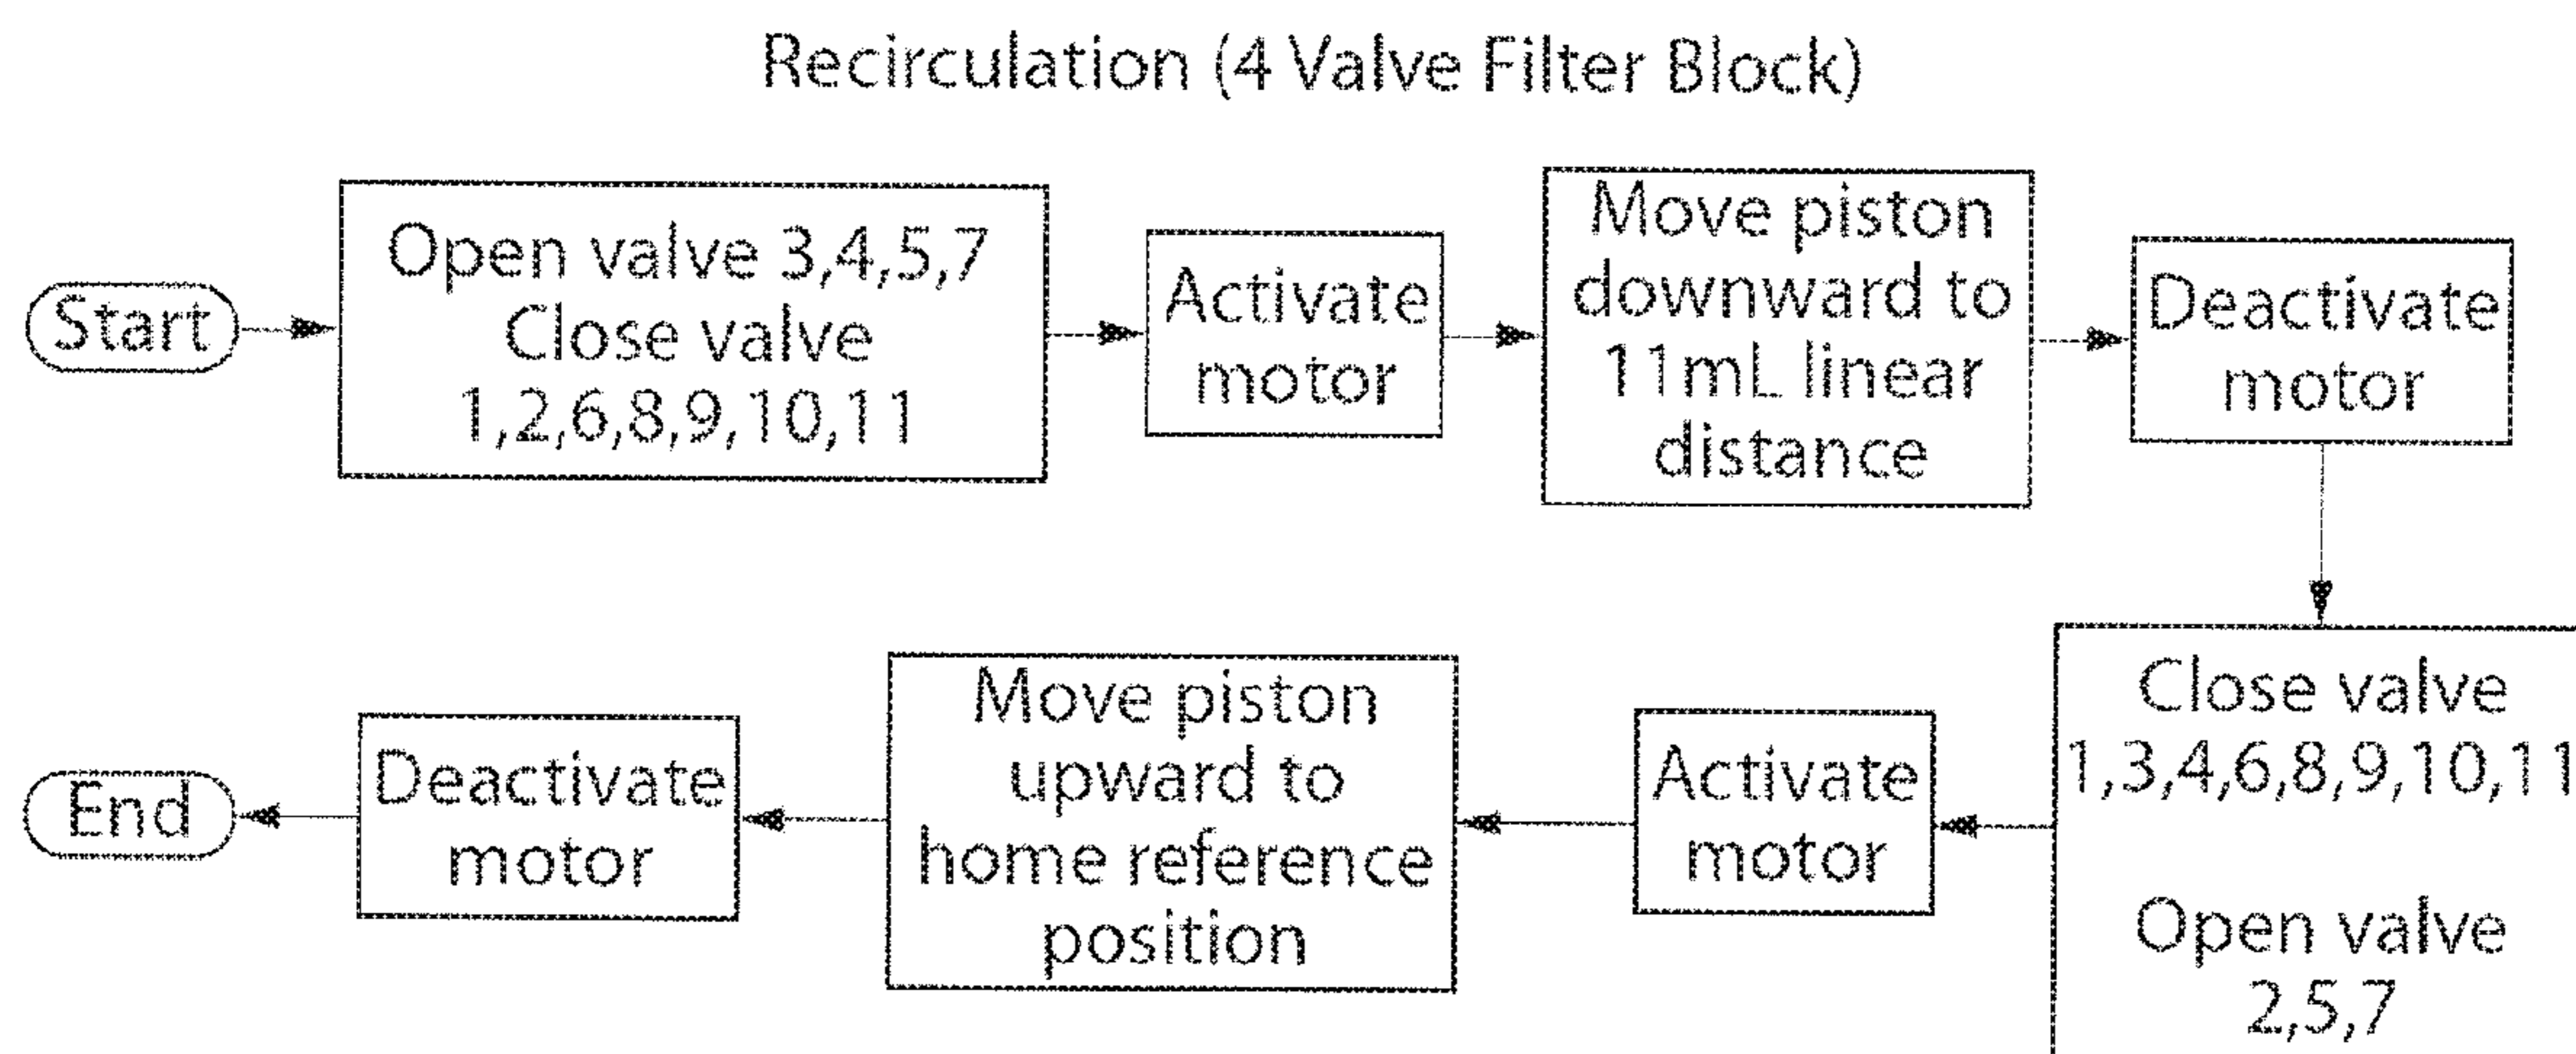 Recirculation (4 Valve Filter Block)
Start
Open valve 3,4,5,7
Close valve
1,2,6,8,9,10,11
Activate
motor
Move piston
downward to
11mL linear
distance
Deactivate
motor
Close valve
1,3,4,6,8,9,10,11
Open valve
2,5,7
Activate
motor
Move piston
upward to
home reference
position
Deactivate
motor
End